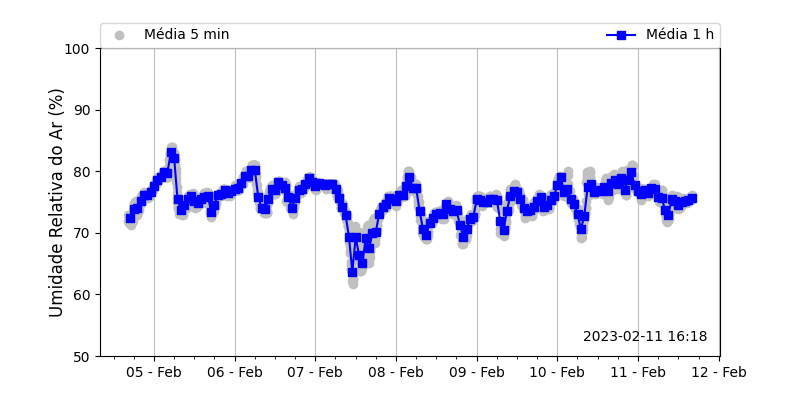 Média 5 min Média 1 h
Umidade Relativa do Ar (%)
100
90
80
70
60
50
2023-02-11 16:18
05 - Feb 06 - Feb 07 - Feb 08 - Feb 09 - Feb 10 - Feb 11 - Feb 12 - Feb